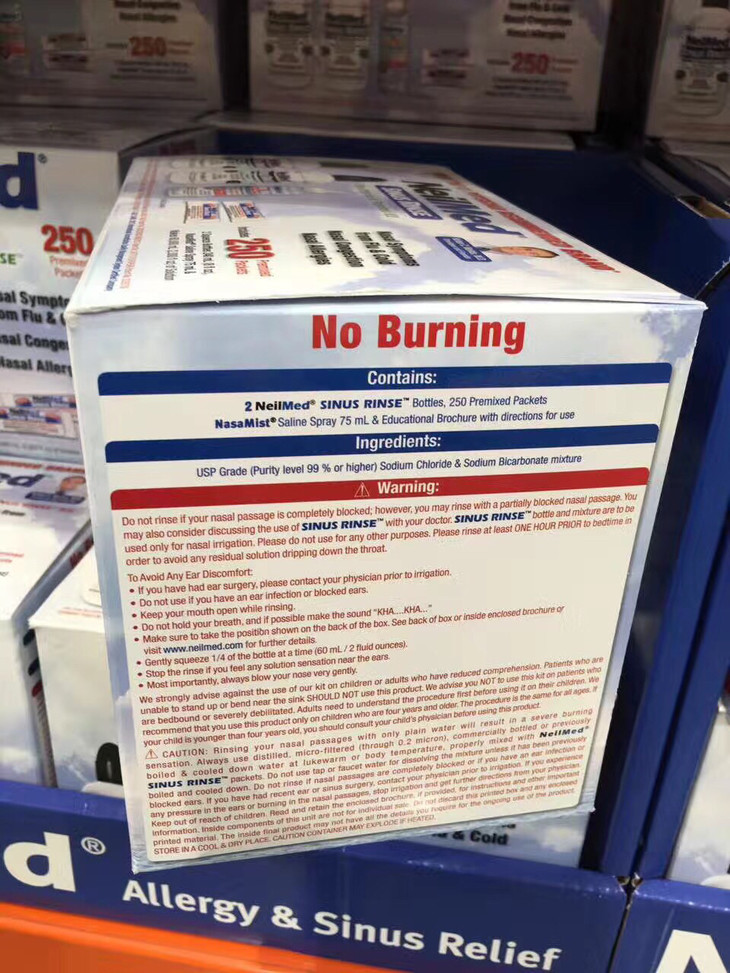 250
250
d®
250
Premixed
SE™
Nasal Congestion
Nasal Allergies
NeilMed
SINUS RINSE
Nasal Symptoms
from Flu & Cold
Nasal Congestion
Nasal Allergies
Includes
250
Premixed
Packets
No Burning
Contains:
2 NeilMed® SINUS RINSE™ Bottles, 250 Premixed Packets
NasaMist® Saline Spray 75 mL & Educational Brochure with directions for use
Ingredients:
USP Grade (Purity level 99 % or higher) Sodium Chloride & Sodium Bicarbonate mixture
⚠ Warning:
Do not rinse if your nasal passage is completely blocked; however, you may rinse with a partially blocked nasal passage. You
may also consider discussing the use of SINUS RINSE™ with your doctor. SINUS RINSE™ bottle and mixture are to be
used only for nasal irrigation. Please do not use for any other purposes. Please rinse at least ONE HOUR PRIOR to bedtime in
order to avoid any residual solution dripping down the throat.
To Avoid Any Ear Discomfort:
• If you have had ear surgery, please contact your physician prior to irrigation.
• Do not use if you have an ear infection or blocked ears.
• Keep your mouth open while rinsing.
• Do not hold your breath, and if possible make the sound "KHA....KHA..."
• Make sure to take the position shown on the back of the box. See back of box or inside enclosed brochure or
visit www.neilmed.com for further details.
• Gently squeeze 1/4 of the bottle at a time (60 mL / 2 fluid ounces).
• Stop the rinse if you feel any solution sensation near the ears.
• Most importantly, always blow your nose very gently.
We strongly advise against the use of our kit on children or adults who have reduced comprehension. Patients who are
unable to stand up or bend near the sink SHOULD NOT use this product. We advise you NOT to use this kit on patients who
are bedbound or severely debilitated. Adults need to understand the procedure first before using it on their children. We
recommend that you use this product only on children who are four years and older. The procedure is the same for all ages. If
your child is younger than four years old, you should consult your child's physician before using this product.
⚠ CAUTION: Rinsing your nasal passages with only plain water will result in a severe burning
sensation. Always use distilled, micro-filtered (through 0.2 micron), commercially bottled or previously
boiled & cooled down water at lukewarm or body temperature, properly mixed with NeilMed®
SINUS RINSE™ packets. Do not use tap or faucet water for dissolving the mixture unless it has been previously
boiled and cooled down. Do not rinse if nasal passages are completely blocked or if you have an ear infection or
blocked ears. If you have had recent ear or sinus surgery, contact your physician prior to irrigation. If you experience
any pressure in the ears or burning in the nasal passages, stop irrigation and get further directions from your physician.
Keep out of reach of children. Read and retain the enclosed brochure, if provided, for instructions and other important
information. Inside components of this unit are not for individual sale. Do not discard this printed box and any enclosed
printed material. The inside final product may not have all the details you require for the ongoing use of the product.
STORE IN A COOL & DRY PLACE. CAUTION CONTAINER MAY EXPLODE IF HEATED.
& Cold
d®
Allergy & Sinus Relief